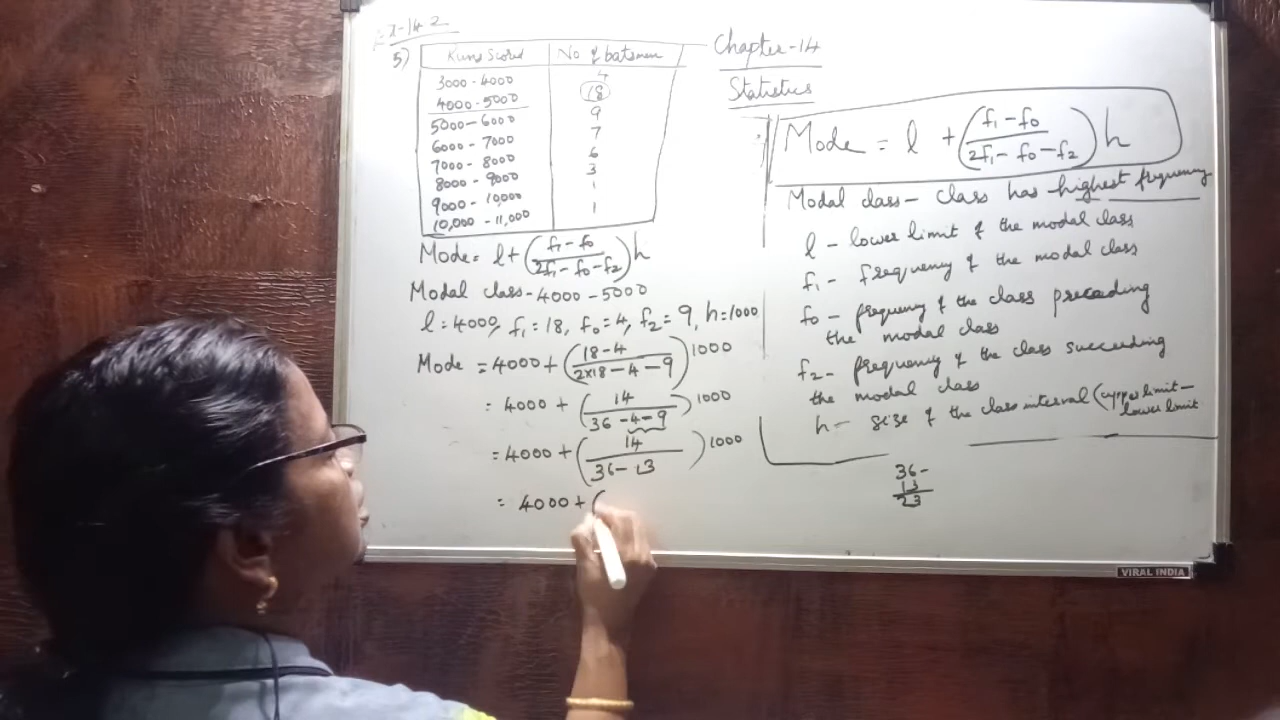 Ex-14.2
5)
Runs Scored No of batsmen
3000-4000 4
4000-5000 18
5000-6000 9
6000-7000 7
7000-8000 6
8000-9000 3
9000-10,000 1
10,000-11,000 1
Mode = l+(f1-f0/2f1-f0-f2)h
Modal class-4000-5000
l=4000, f1=18, f0=4, f2=9, h=1000
Mode = 4000+(18-4/2x18-4-9)1000
= 4000+(14/36-4-9)1000
= 4000+(14/36-13)1000
= 4000+(
Chapter-14
Statistics
Mode = l+(f1-f0/2f1-f0-f2)h
Modal class-class has highest frequency
l-lower limit of the modal class
f1-frequency of the modal class
f0-frequency of the class preceeding
the modal class
f2-frequency of the class succeeding
the modal class
h-size of the class interval (upper limit-
lower limit
36-
13
23
VIRAL INDIA